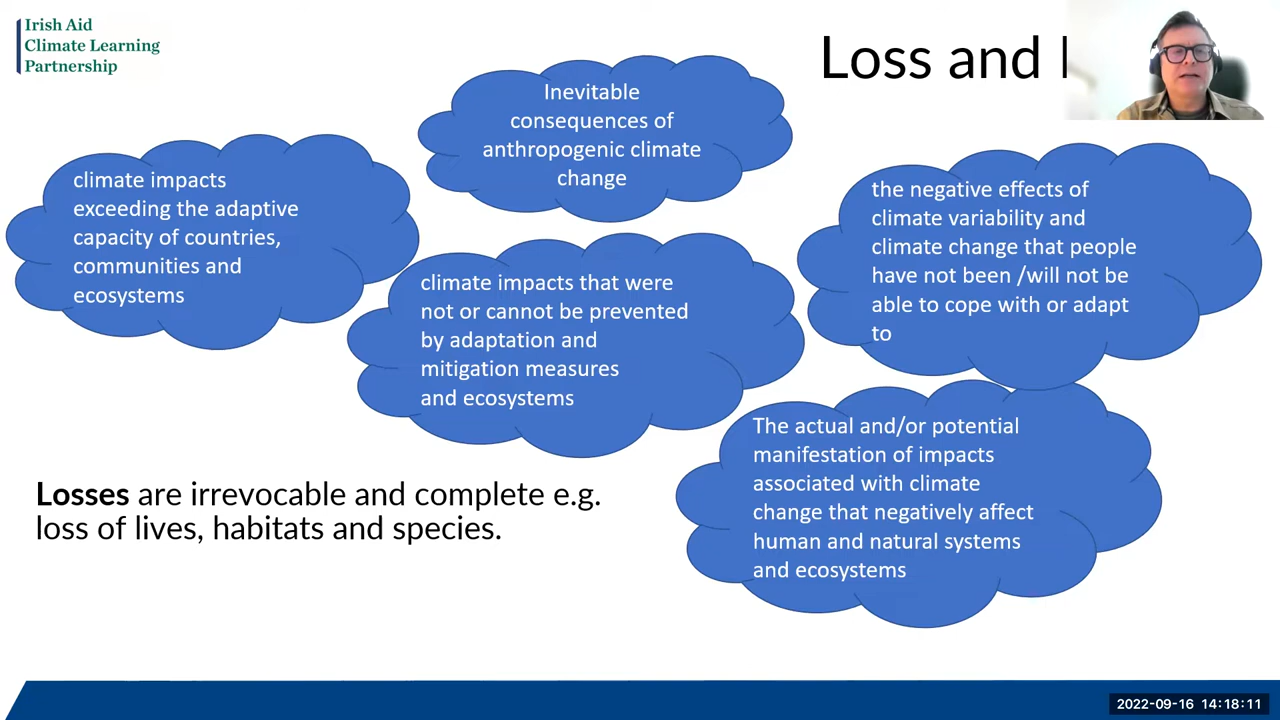 Irish Aid
Climate Learning
Partnership
Loss and
Inevitable
consequences of
anthropogenic climate
change
climate impacts
exceeding the adaptive
capacity of countries,
communities and
ecosystems
the negative effects of
climate variability and
climate change that people
have not been /will not be
able to cope with or adapt
to
climate impacts that were
not or cannot be prevented
by adaptation and
mitigation measures
and ecosystems
The actual and/or potential
manifestation of impacts
associated with climate
change that negatively affect
human and natural systems
and ecosystems
Losses are irrevocable and complete e.g.
loss of lives, habitats and species.
2022-09-16 14:18:11